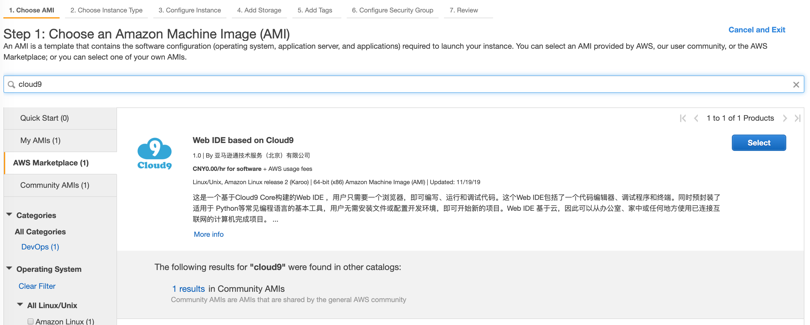 1. Choose AMI 2. Choose Instance Type 3. Configure Instance 4. Add Storage 5. Add Tags 6. Configure Security Group 7. Review
Step 1: Choose an Amazon Machine Image (AMI)
Cancel and Exit
An AMI is a template that contains the software configuration (operating system, application server, and applications) required to launch your instance. You can select an AMI provided by AWS, our user community, or the AWS
Marketplace; or you can select one of your own AMIs.
cloud9
Quick Start (0)
My AMIs (1)
AWS Marketplace (1)
Community AMIs (1)
Categories
All Categories
DevOps (1)
Operating System
Clear Filter
All Linux/Unix
Amazon Linux (1)
1 to 1 of 1 Products
9
Cloud9
Web IDE based on Cloud9
Select
1.0 | By 亚马逊通技术服务（北京）有限公司
CNY0.00/hr for software + AWS usage fees
Linux/Unix, Amazon Linux release 2 (Karoo) | 64-bit (x86) Amazon Machine Image (AMI) | Updated: 11/19/19
这是一个基于Cloud9 Core构建的Web IDE ，用户只需要一个浏览器，即可编写、运行和调试代码。这个Web IDE包括了一个代码编辑器、调试程序和终端。同时预封装了
适用于 Python等常见编程语言的基本工具，用户无需安装文件或配置开发环境，即可开始新的项目。Web IDE 基于云，因此可以从办公室、家中或任何地方使用已连接互
联网的计算机完成项目。 ...
More info
The following results for "cloud9" were found in other catalogs:
1 results in Community AMIs
Community AMIs are AMIs that are shared by the general AWS community